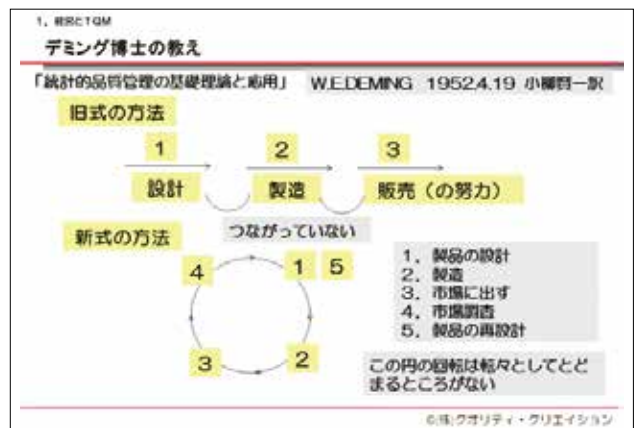 1．経営とTQM
デミング博士の教え
「統計的品質管理の基礎理論と応用」　W.E.DEMING　1952.4.19　小柳賢一訳
旧式の方法
1　2　3
設計　製造　販売（の努力）
つながっていない
新式の方法
4　1　5
3　2
1．製品の設計
2．製造
3．市場に出す
4．市場調査
5．製品の再設計
この円の回転は転々としてとど
まるところがない
©(株)クオリティ・クリエイション